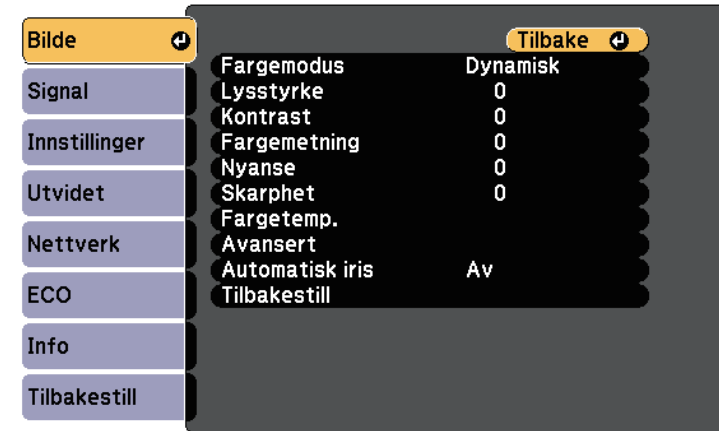 Bilde
Signal
Innstillinger
Utvidet
Nettverk
ECO
Info
Tilbakestill
Tilbake
Fargemodus Dynamisk
Lysstyrke 0
Kontrast 0
Fargemetning 0
Nyanse 0
Skarphet 0
Fargetemp.
Avansert
Automatisk iris Av
Tilbakestill